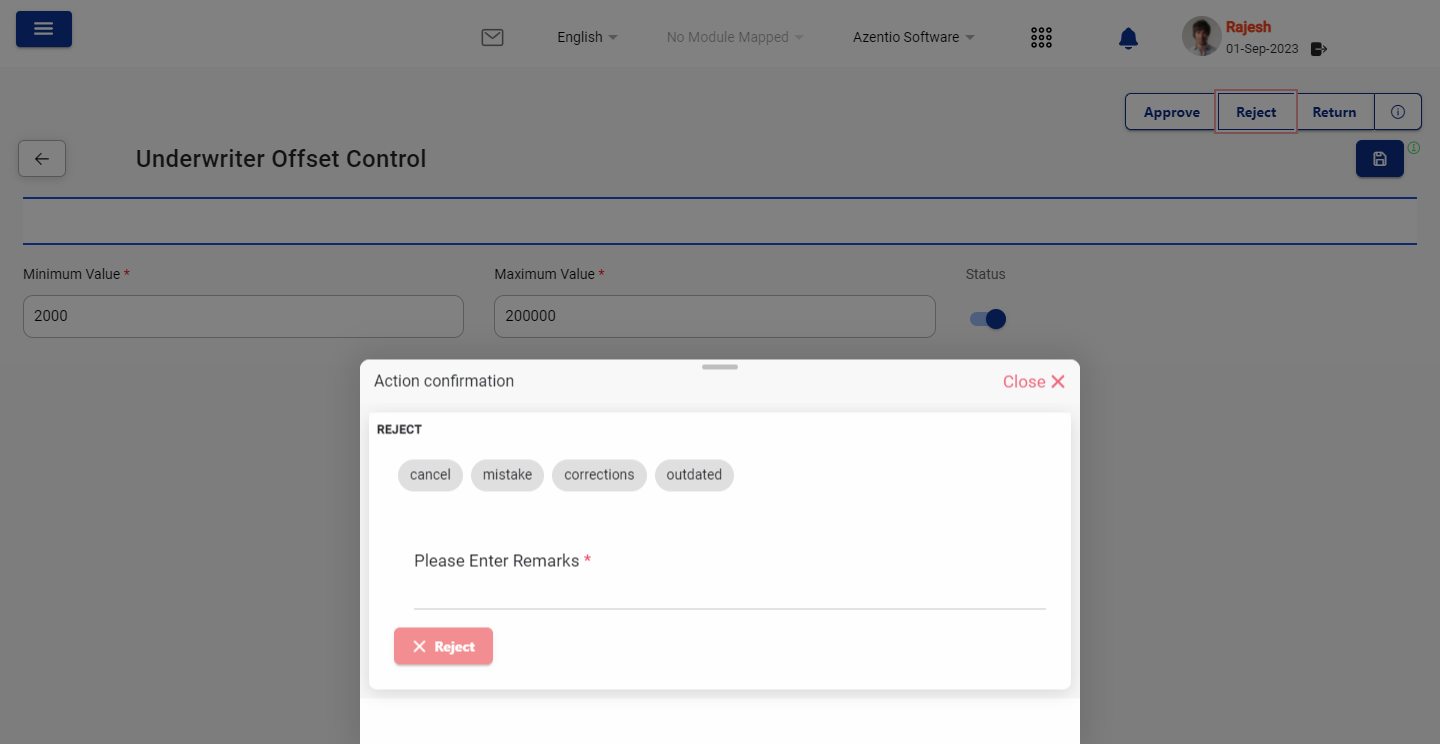 English
No Module Mapped
Azentio Software
Rajesh
01-Sep-2023
Approve
Reject
Return
Underwriter Offset Control
Minimum Value *
Maximum Value *
Status
2000
200000
Action confirmation
Close
REJECT
cancel
mistake
corrections
outdated
Please Enter Remarks *
Reject